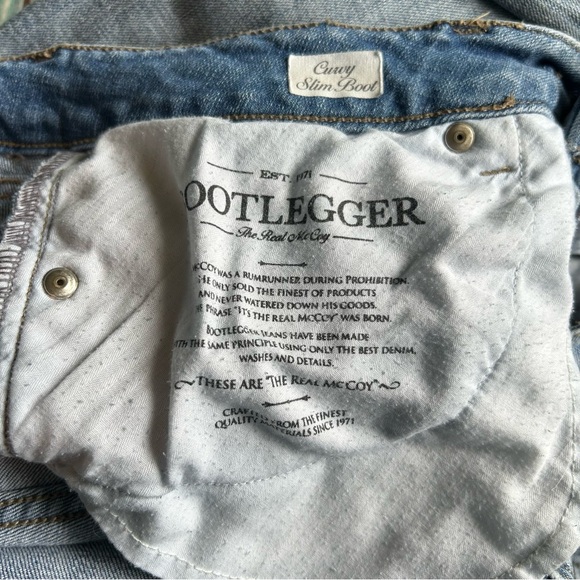 Curvy
Slim Boot
EST. 1971
OOTLEGGER
The Real McCoy
McCOY WAS A RUMRUNNER DURING PROHIBITION.
HE ONLY SOLD THE FINEST OF PRODUCTS
AND NEVER WATERED DOWN HIS GOODS.
PHRASE "IT'S THE REAL MCCOY" WAS BORN.
BOOTLEGGER JEANS HAVE BEEN MADE
THE SAME PRINCIPLE USING ONLY THE BEST DENIM,
WASHES AND DETAILS.
THESE ARE "THE REAL MCCOY"
FROM THE FINEST
QUALITY SINCE 1971